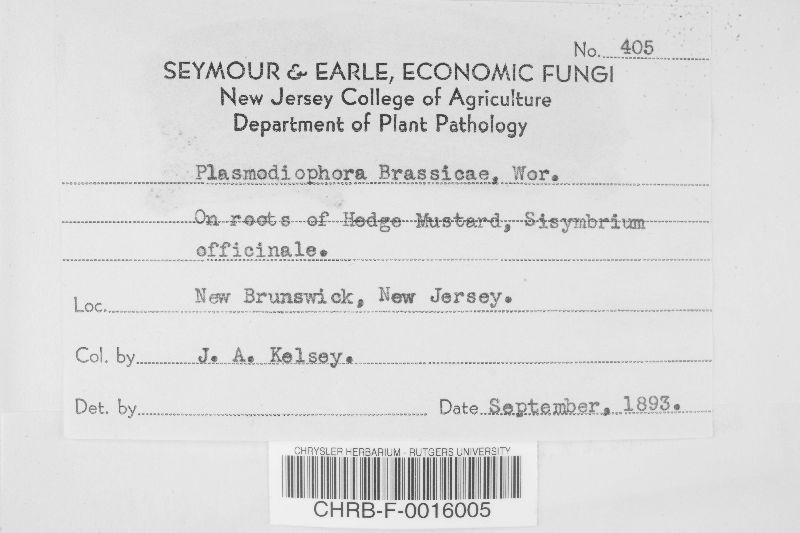 No. 405
SEYMOUR & EARLE, ECONOMIC FUNGI
New Jersey College of Agriculture
Department of Plant Pathology
Plasmodiophora Brassicae, Wor.
On roots of Hedge Mustard, Sisymbrium
officinale.
Loc. New Brunswick, New Jersey.
Col. by J. A. Kelsey.
Det. by Date September, 1893.
CHRYSLER HERBARIUM - RUTGERS UNIVERSITY
CHRB-F-0016005